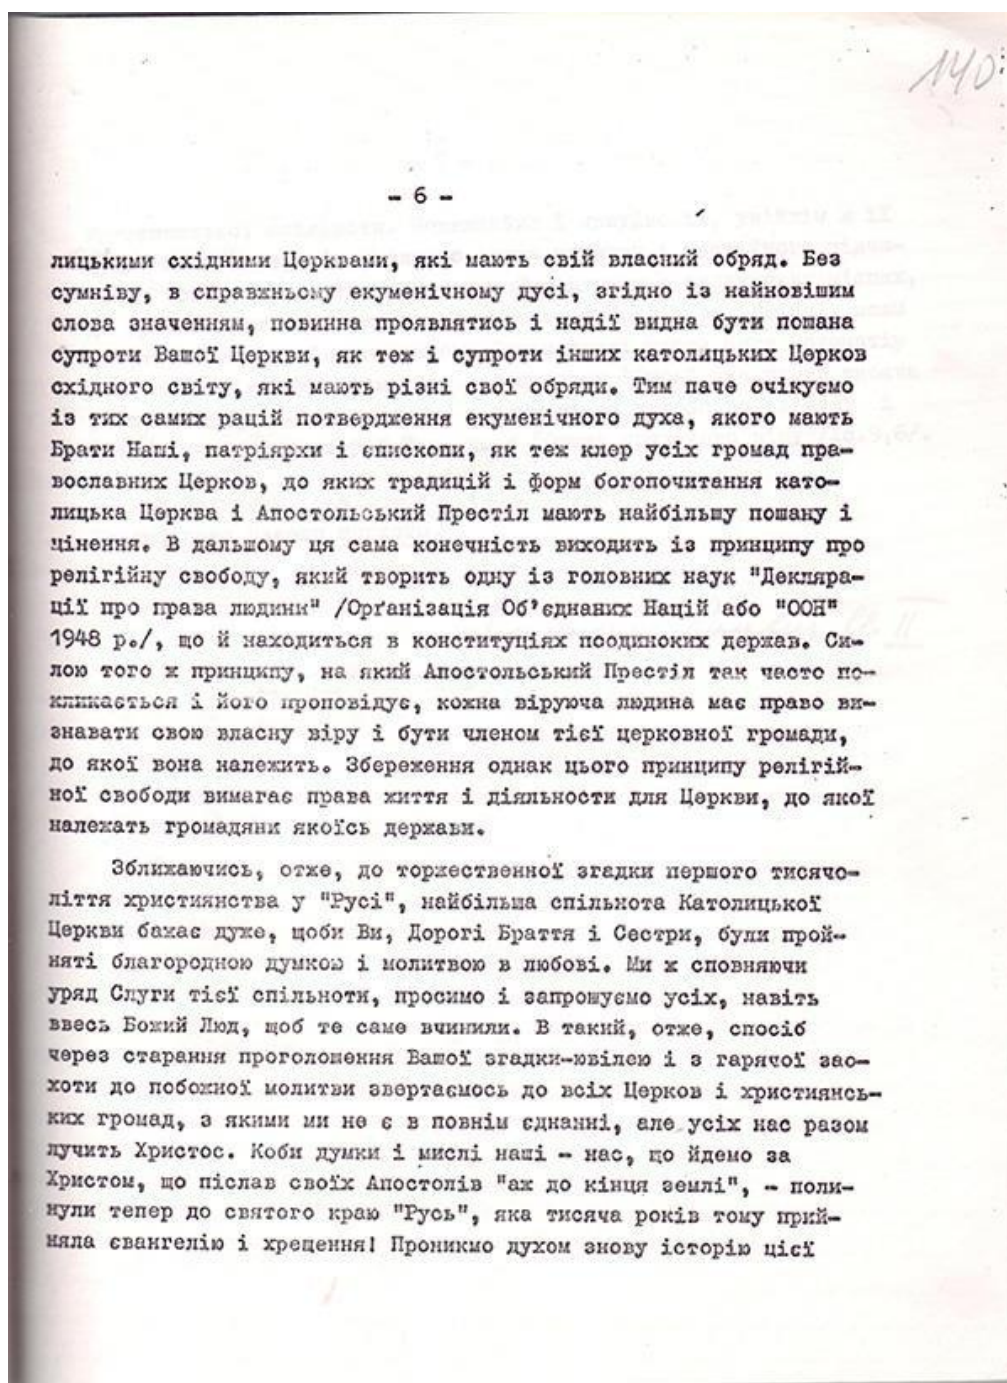 140
- 6 -
лицькими східними Церквами, які мають свій власний обряд. Без
сумніву, в справжньому екуменічному дусі, згідно із найновішим
слова значенням, повинна проявлятись і надії видна бути пошана
супроти Вашої Церкви, як теж і супроти інших католицьких Церков
східного світу, які мають різні свої обряди. Тим паче очікуємо
із тих самих рацій потвердження екуменічного духа, якого мають
Брати Наші, патріярхи і єпископи, як теж клер усіх громад пра-
вославних Церков, до яких традицій і форм богопочитання като-
лицька Церква і Апостольський Престіл мають найбільшу пошану і
цінення. В дальшому ця сама конечність виходить із принципу про
релігійну свободу, який творить одну із головних наук "Декляра-
ції про права людини" /Орґанізація Об'єднаних Націй або "ООН"
1948 р./, що й находиться в конституціях поодиноких держав. Си-
лою того ж принципу, на який Апостольський Престіл так часто по-
кликається і його проповідує, кожна віруюча людина має право ви-
знавати свою власну віру і бути членом тієї церковної громади,
до якої вона належить. Збереження однак цього принципу релігій-
ної свободи вимагає права життя і діяльности для Церкви, до якої
належать громадяни якоїсь держави.
Зближаючись, отже, до торжественної згадки першого тисячо-
ліття християнства у "Русі", найбільша спільнота Католицької
Церкви бажає дуже, щоби Ви, Дорогі Браття і Сестри, були прой-
няті благородною думкою і молитвою в любові. Ми ж сповняючи
уряд Слуги тієї спільноти, просимо і запрошуємо усіх, навіть
ввесь Божий Люд, щоб те саме вчинили. В такий, отже, спосіб
через старання проголошення Вашої згадки-ювілею і з гарячої зао-
хоти до побожної молитви звертаємось до всіх Церков і християнсь-
ких громад, з якими ми не є в повнім єднанні, але усіх нас разом
лучить Христос. Коби думки і мислі наші - нас, що йдемо за
Христом, що післав своїх Апостолів "аж до кінця землі", - поли-
нули тепер до святого краю "Русь", яка тисяча років тому прий-
няла євангелію і хрещення! Проникмо духом знову історію цієї